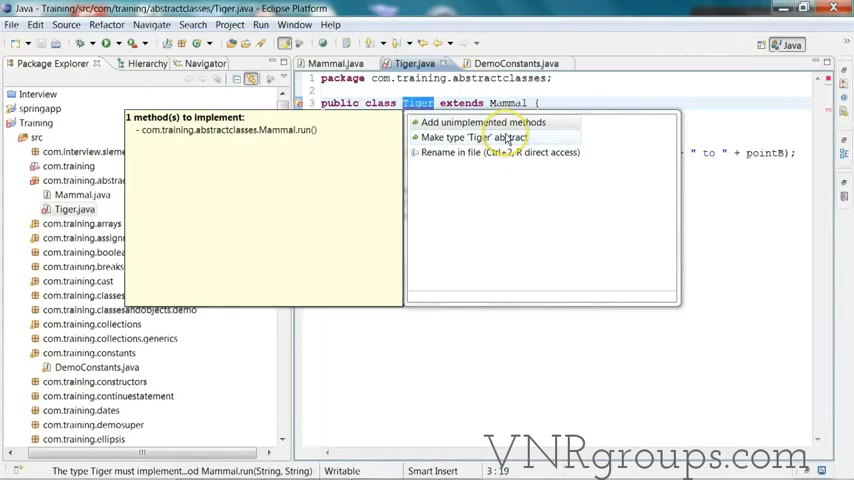 Java - Training/src/com/training/abstractclasses/Tiger.java - Eclipse Platform
File Edit Source Refactor Navigate Search Project Run Window Help
Java
Package Explorer Hierarchy Navigator
Mammal.java Tiger.java DemoConstants.java
Interview
springapp
Training
src
com.interview.sieme
com.training
com.training.abstrac
Mammal.java
Tiger.java
com.training.arrays
com.training.assign
com.training.boolea
com.training.breaks
com.training.cast
com.training.classes
com.training.classesandobjects.demo
com.training.collections
com.training.collections.generics
com.training.constants
DemoConstants.java
com.training.constructors
com.training.continuestatement
com.training.dates
com.training.demosuper
com.training.ellipsis
1 package com.training.abstractclasses;
2
3 public class Tiger extends Mammal {
" to " + pointB);
1 method(s) to implement:
- com.training.abstractclasses.Mammal.run()
Add unimplemented methods
Make type 'Tiger' abstract
Rename in file (Ctrl+2, R direct access)
VNRgroups.com
The type Tiger must implement...od Mammal.run(String, String) Writable Smart Insert 3:19